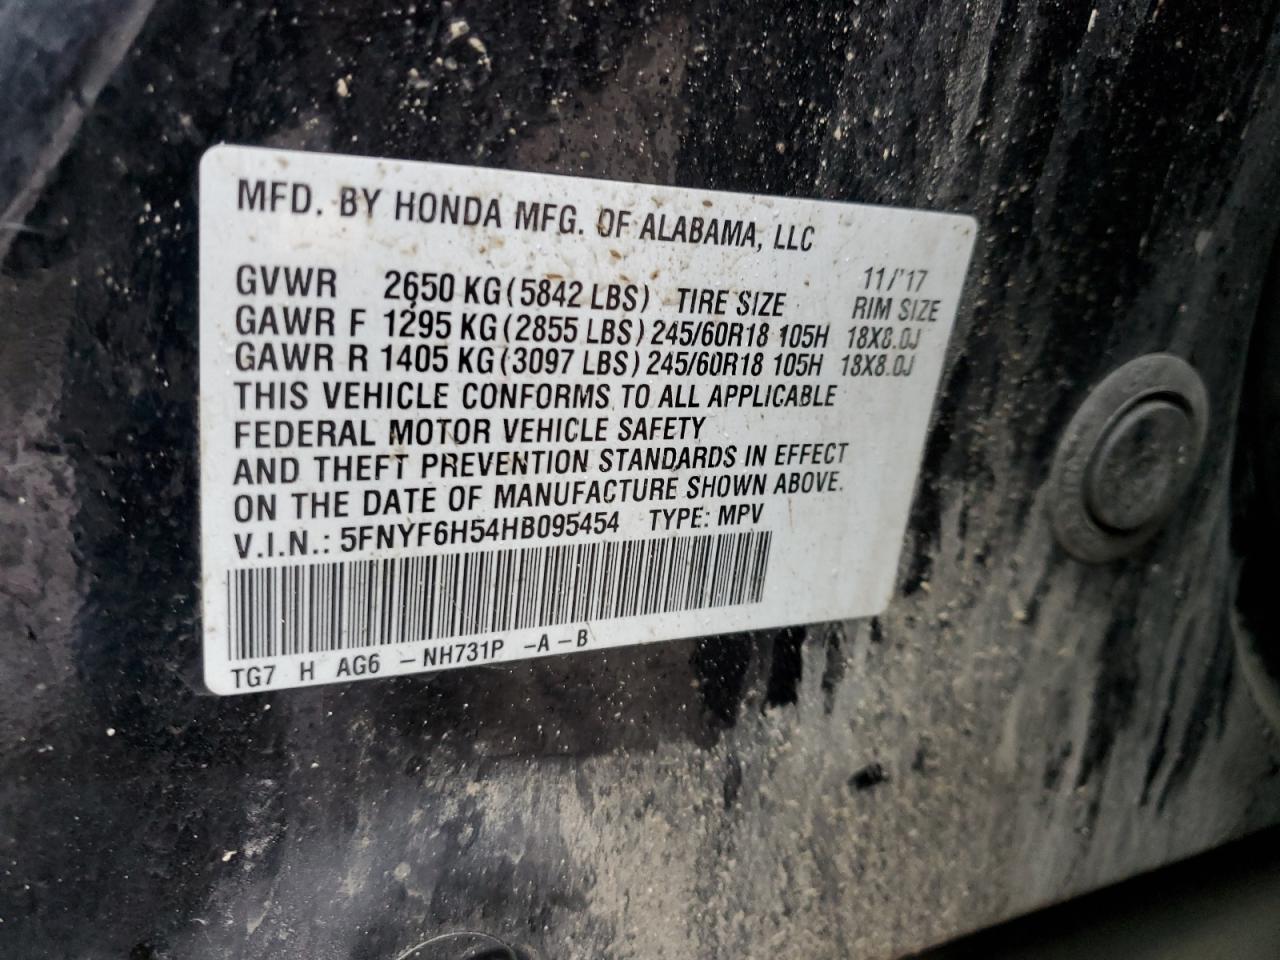 MFD. BY HONDA MFG. OF ALABAMA, LLC
11/'17
GVWR 2650 KG (5842 LBS) TIRE SIZE RIM SIZE
GAWR F 1295 KG (2855 LBS) 245/60R18 105H 18X8.0J
GAWR R 1405 KG (3097 LBS) 245/60R18 105H 18X8.0J
THIS VEHICLE CONFORMS TO ALL APPLICABLE
FEDERAL MOTOR VEHICLE SAFETY
AND THEFT PREVENTION STANDARDS IN EFFECT
ON THE DATE OF MANUFACTURE SHOWN ABOVE.
V.I.N.: 5FNYF6H54HB095454 TYPE: MPV
TG7 H AG6 -NH731P -A-B